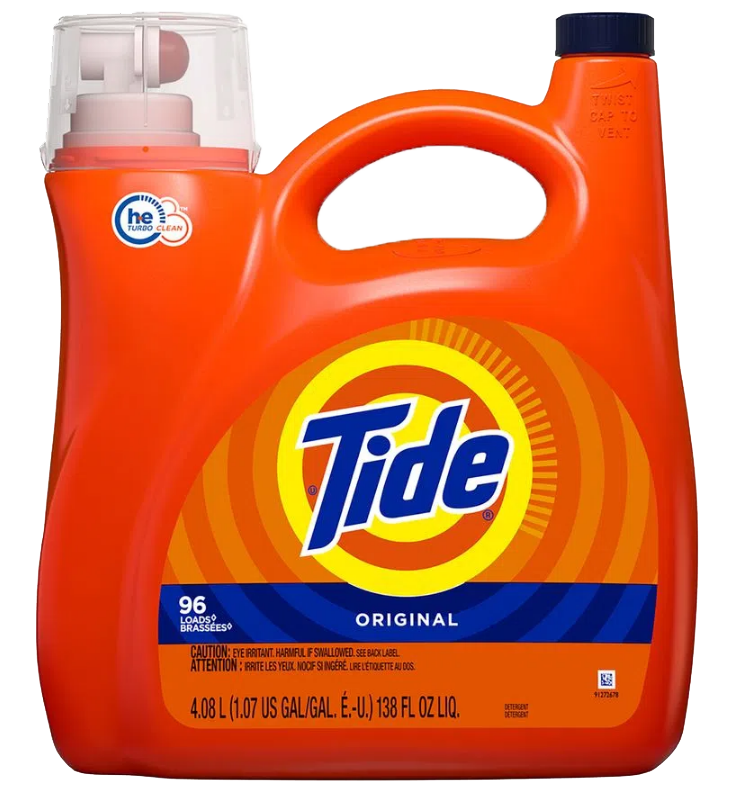 TWIST
CAP TO
VENT
he
TURBO CLEAN™
Tide®
ORIGINAL
96
LOADS◊
BRASSÉES◊
CAUTION: EYE IRRITANT. HARMFUL IF SWALLOWED. SEE BACK LABEL.
ATTENTION : IRRITE LES YEUX. NOCIF SI INGÉRÉ. LIRE L'ÉTIQUETTE AU DOS.
4.08 L (1.07 US GAL/GAL. É.-U.) 138 FL OZ LIQ.
DETERGENT
DÉTERGENT